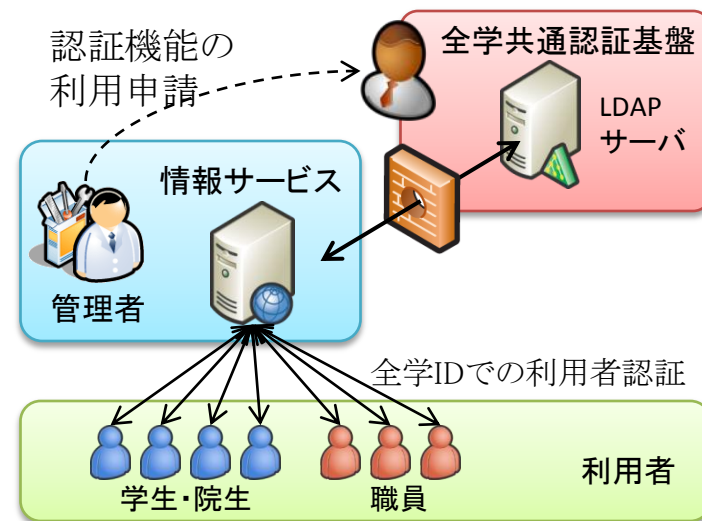 認証機能の
利用申請
全学共通認証基盤
LDAP
サーバ
情報サービス
管理者
全学IDでの利用者認証
学生・院生
職員
利用者